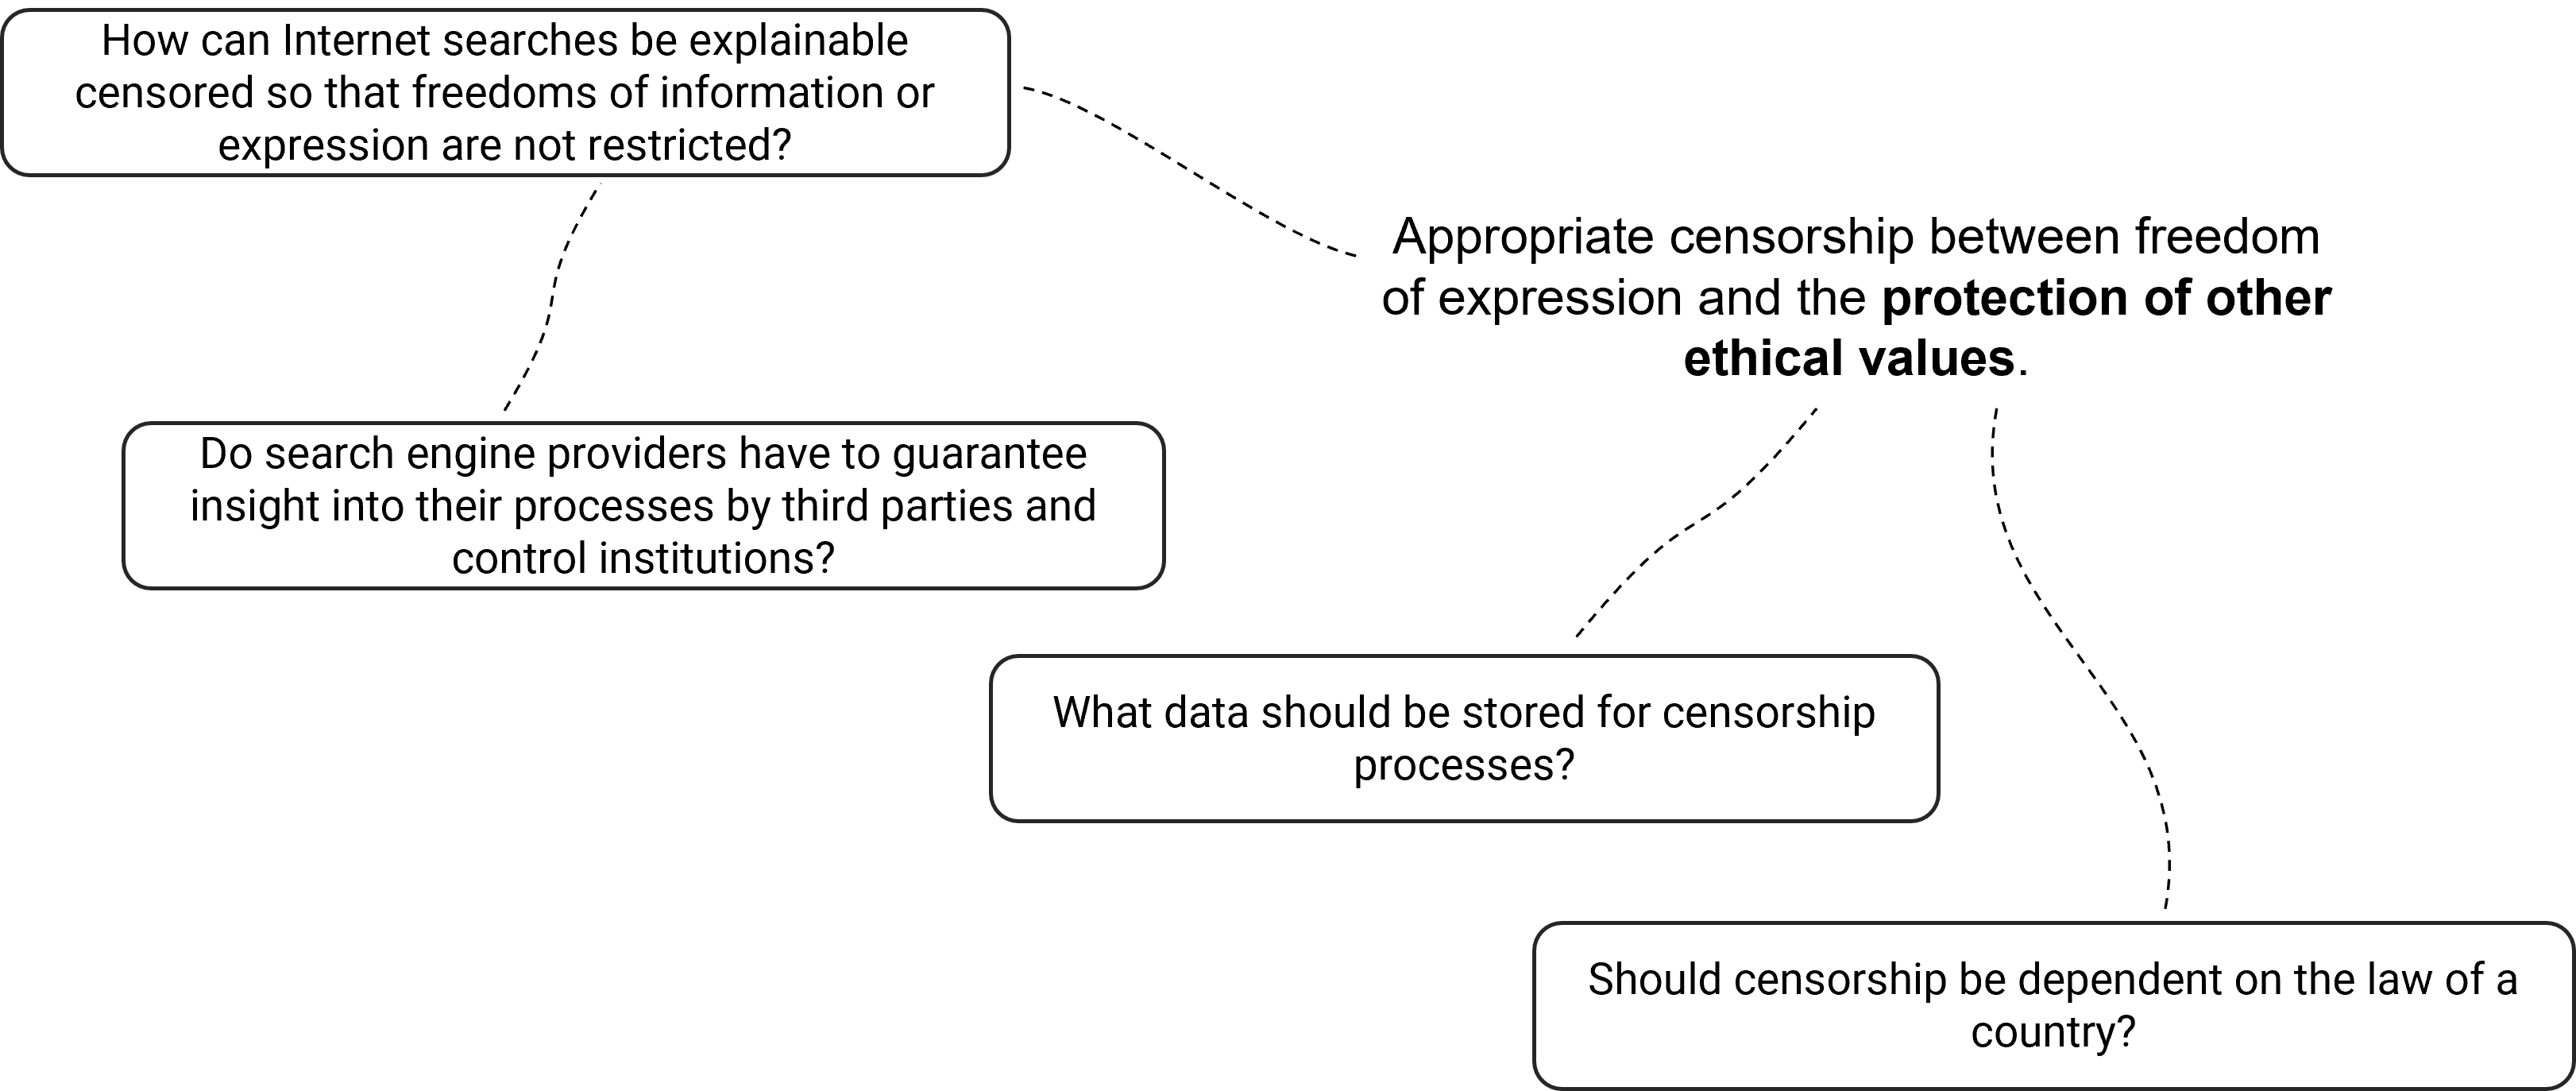 How can Internet searches be explainable
censored so that freedoms of information or
expression are not restricted?
Appropriate censorship between freedom
of expression and the protection of other
ethical values.
Do search engine providers have to guarantee
insight into their processes by third parties and
control institutions?
What data should be stored for censorship
processes?
Should censorship be dependent on the law of a
country?